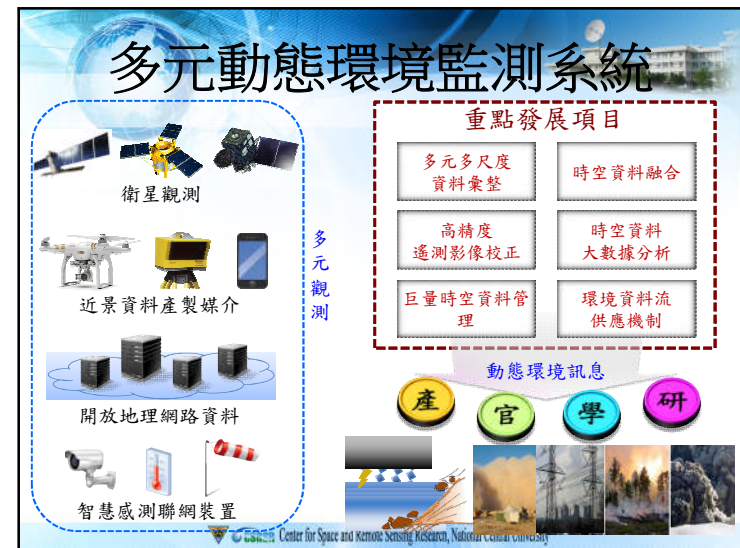 多元動態環境監測系統
衛星觀測
近景資料產製媒介
開放地理網路資料
智慧感測聯網裝置
多元觀測
重點發展項目
多元多尺度
資料彙整
時空資料融合
高精度
遙測影像校正
時空資料
大數據分析
巨量時空資料管
理
環境資料流
供應機制
動態環境訊息
產
官
學
研
Center for Space and Remote Sensing Research, National Central University